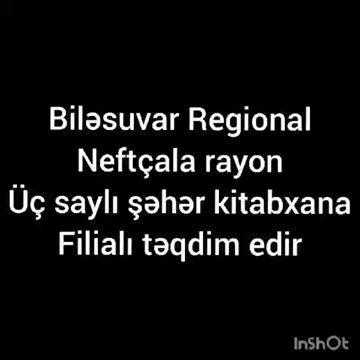 Biləsuvar Regional
Neftçala rayon
Üç saylı şəhər kitabxana
Filialı təqdim edir
InShOt